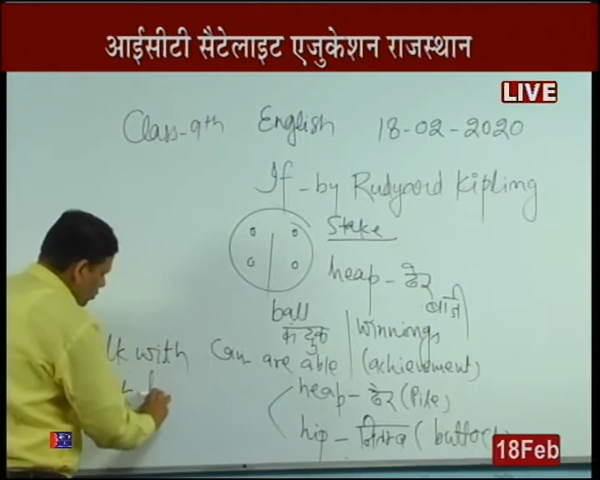 आईसीटी सैटेलाइट एजुकेशन राजस्थान
LIVE
Class-9th English 18-02-2020
If - by Rudyard Kipling
Stake
heap - ढेर
बाजी
ball
winnings
lk with Can are able (achievement)
heap - ढेर (Pile)
hip - नितम्ब
18Feb